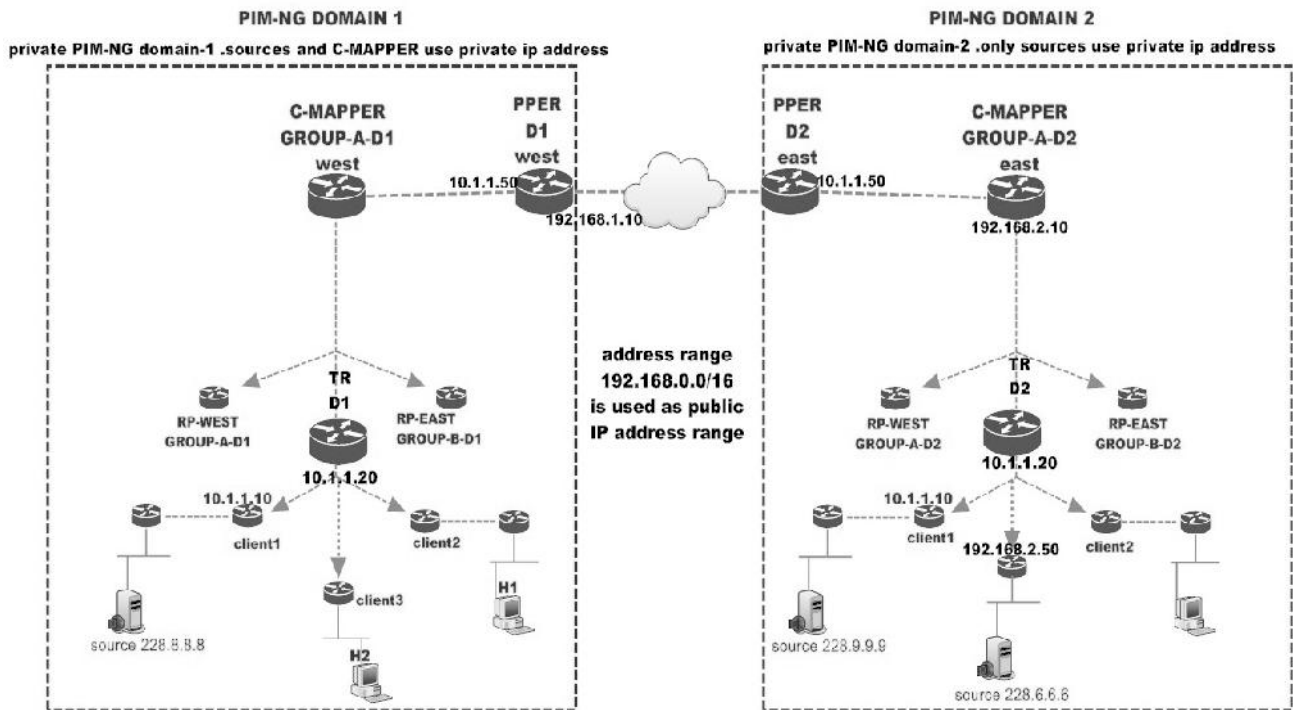 PIM-NG DOMAIN 1
private PIM-NG domain-1 .sources and C-MAPPER use private ip address
C-MAPPER
GROUP-A-D1
west
PPER
D1
west
10.1.1.50
192.168.1.10
TR
D1
RP-WEST
GROUP-A-D1
RP-EAST
GROUP-B-D1
10.1.1.20
10.1.1.10
client1
client2
client3
H1
H2
source 228.8.8.8
address range
192.168.0.0/16
is used as public
IP address range
PIM-NG DOMAIN 2
private PIM-NG domain-2 .only sources use private ip address
PPER
D2
east
10.1.1.50
C-MAPPER
GROUP-A-D2
east
192.168.2.10
TR
D2
RP-WEST
GROUP-A-D2
RP-EAST
GROUP-B-D2
10.1.1.20
10.1.1.10
client1
192.168.2.50
client2
source 228.9.9.9
source 228.6.6.6